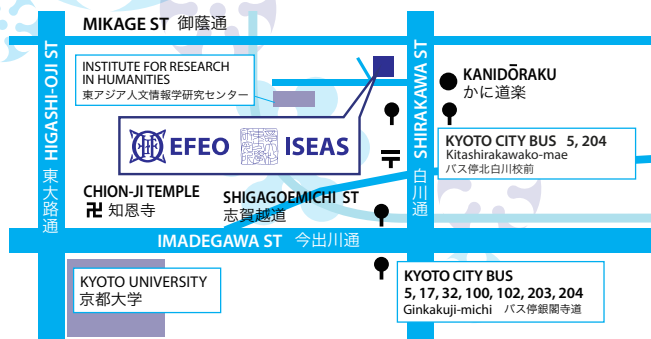 MIKAGE ST 御蔭通
HIGASHI-OJI ST 東大路通
INSTITUTE FOR RESEARCH
IN HUMANITIES
東アジア人文情報学研究センター
EFEO ISEAS
SHIRAKAWA ST 白川通
KANIDŌRAKU
かに道楽
KYOTO CITY BUS 5, 204
Kitashirakawako-mae
バス停北白川校前
CHION-JI TEMPLE
卍 知恩寺
SHIGAGOEMICHI ST
志賀越道
IMADEGAWA ST 今出川通
KYOTO UNIVERSITY
京都大学
KYOTO CITY BUS
5, 17, 32, 100, 102, 203, 204
Ginkakuji-michi バス停銀閣寺道